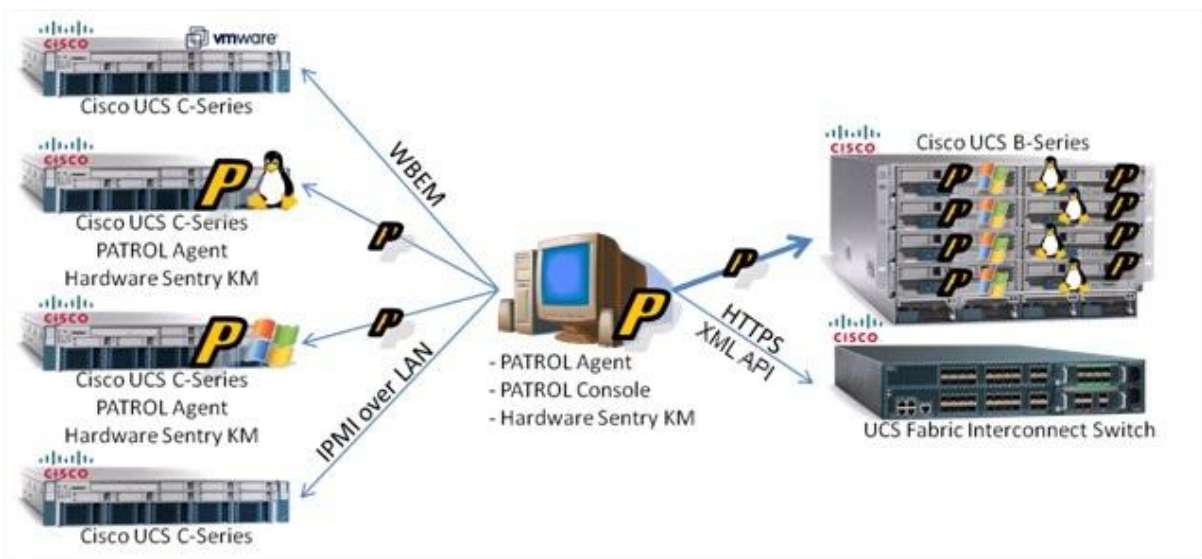 CISCO
vmware
Cisco UCS C-Series
CISCO
P
Cisco UCS C-Series
PATROL Agent
Hardware Sentry KM
CISCO
P
Cisco UCS C-Series
PATROL Agent
Hardware Sentry KM
CISCO
Cisco UCS C-Series
WBEM
P
P
IPMI over LAN
P
- PATROL Agent
- PATROL Console
- Hardware Sentry KM
P
HTTPS
XML API
CISCO
Cisco UCS B-Series
P
P
P
P
P
P
P
P
CISCO
UCS Fabric Interconnect Switch